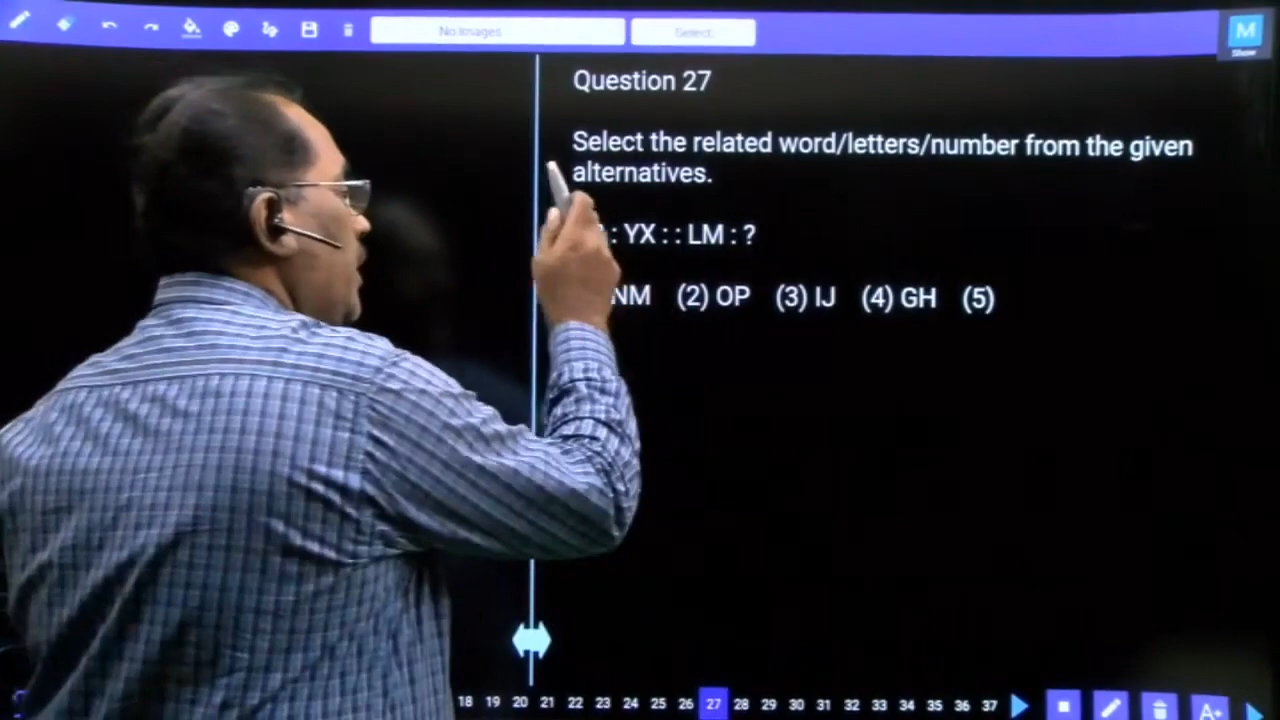 No Images Select
M
Show
Question 27
Select the related word/letters/number from the given
alternatives.
: YX : : LM : ?
NM (2) OP (3) IJ (4) GH (5)
18 19 20 21 22 23 24 25 26 27 28 29 30 31 32 33 34 35 36 37 A+